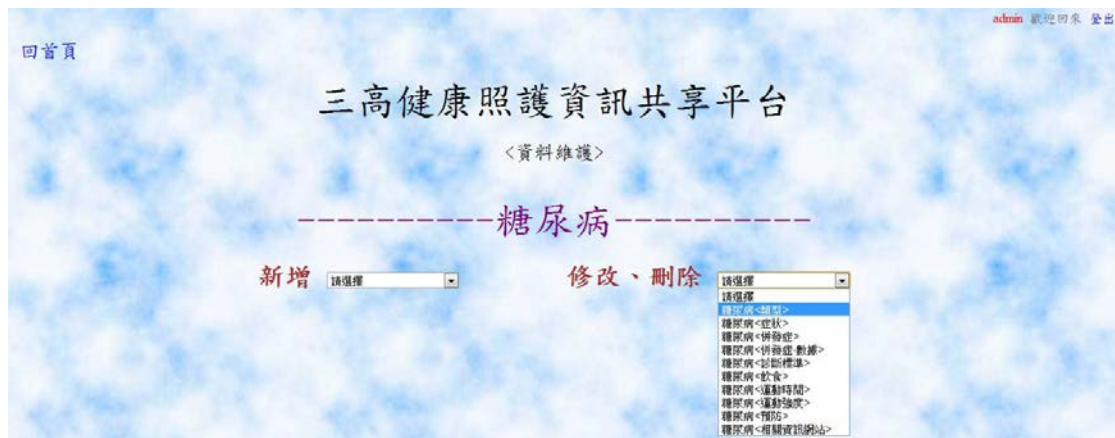 admin 歡迎回來 登出
回首頁
三高健康照護資訊共享平台
<資料維護>
----------糖尿病----------
新增 請選擇 修改、刪除 請選擇
請選擇
糖尿病<類型>
糖尿病<症狀>
糖尿病<併發症>
糖尿病<併發症-數據>
糖尿病<診斷標準>
糖尿病<飲食>
糖尿病<運動時間>
糖尿病<運動強度>
糖尿病<預防>
糖尿病<相關資訊網站>